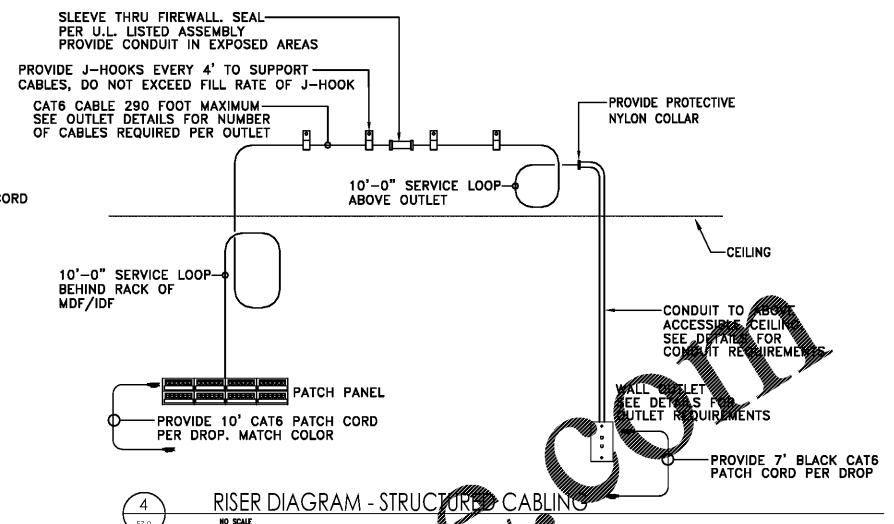 SLEEVE THRU FIREWALL. SEAL
PER U.L. LISTED ASSEMBLY
PROVIDE CONDUIT IN EXPOSED AREAS
PROVIDE J-HOOKS EVERY 4' TO SUPPORT
CABLES, DO NOT EXCEED FILL RATE OF J-HOOK
CAT6 CABLE 290 FOOT MAXIMUM
SEE OUTLET DETAILS FOR NUMBER
OF CABLES REQUIRED PER OUTLET
PROVIDE PROTECTIVE
NYLON COLLAR
10'-0" SERVICE LOOP
ABOVE OUTLET
CORD
CEILING
10'-0" SERVICE LOOP
BEHIND RACK OF
MDF/IDF
CONDUIT TO ABOVE
ACCESSIBLE CEILING.
SEE DETAILS FOR
CONDUIT REQUIREMENTS
PATCH PANEL
WALL OUTLET
SEE DETAILS FOR
OUTLET REQUIREMENTS
PROVIDE 10' CAT6 PATCH CORD
PER DROP. MATCH COLOR
PROVIDE 7' BLACK CAT6
PATCH CORD PER DROP
4
RISER DIAGRAM - STRUCTURED CABLING
NO SCALE
e.com